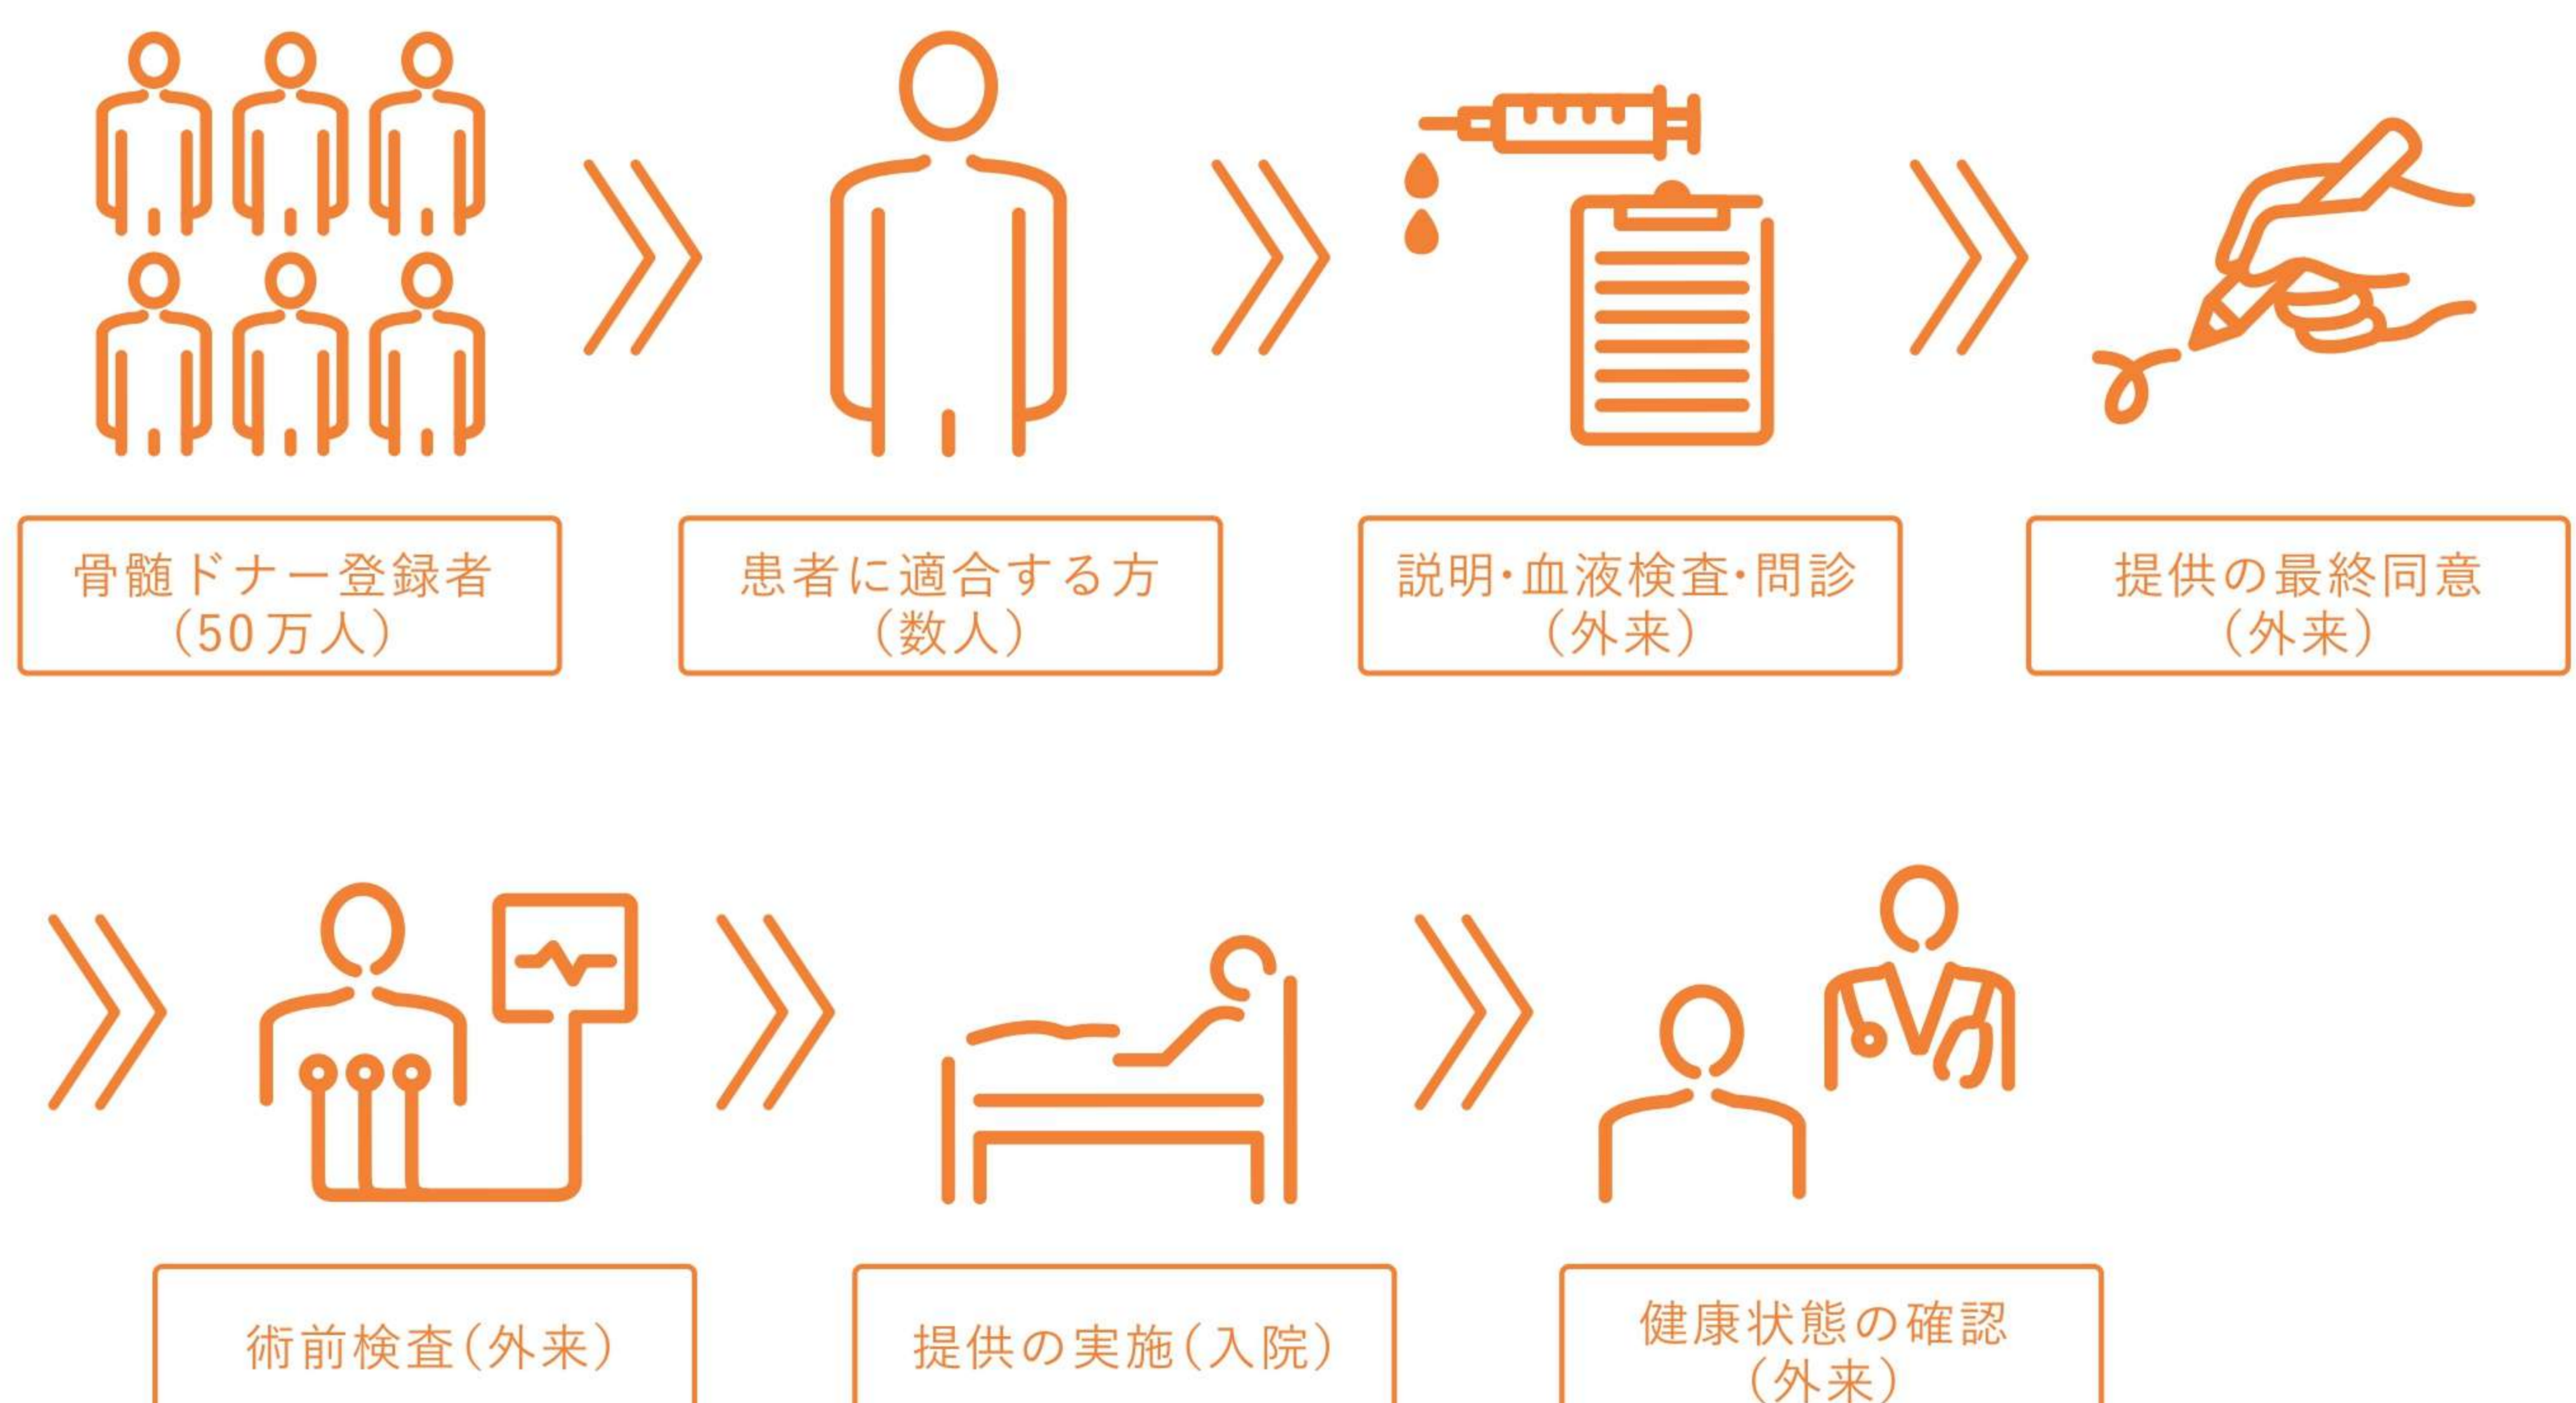 骨髄ドナー登録者
(50万人)
患者に適合する方
(数人)
説明・血液検査・問診
(外来)
提供の最終同意
(外来)
術前検査(外来)
提供の実施(入院)
健康状態の確認
(外来)